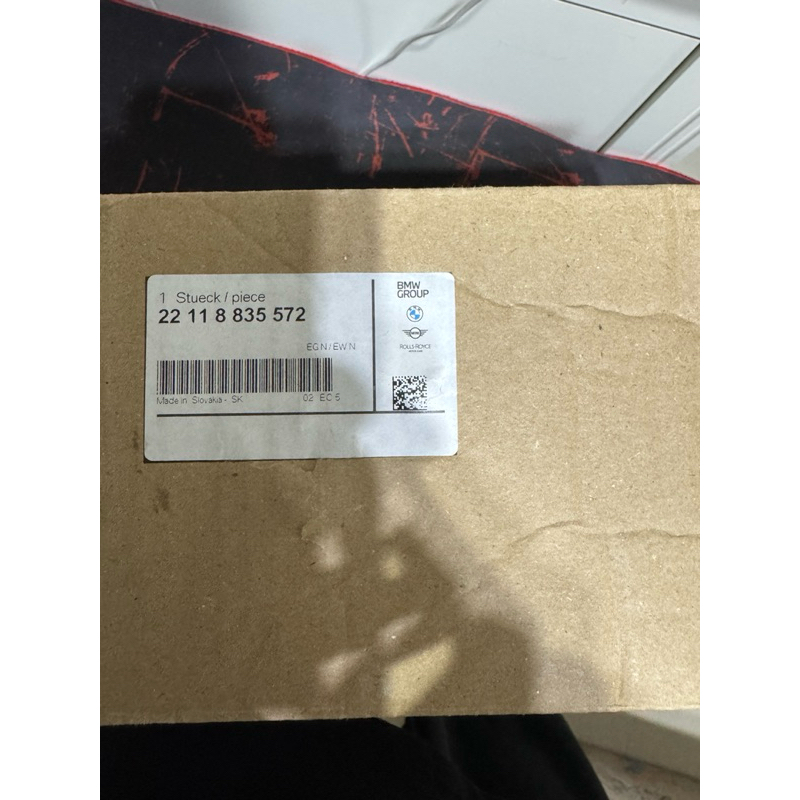 1 Stueck / piece
22 11 8 835 572
EG N / EW N
Made in Slovakia - SK
02 EC 6
BMW
GROUP
ROLLS-ROYCE